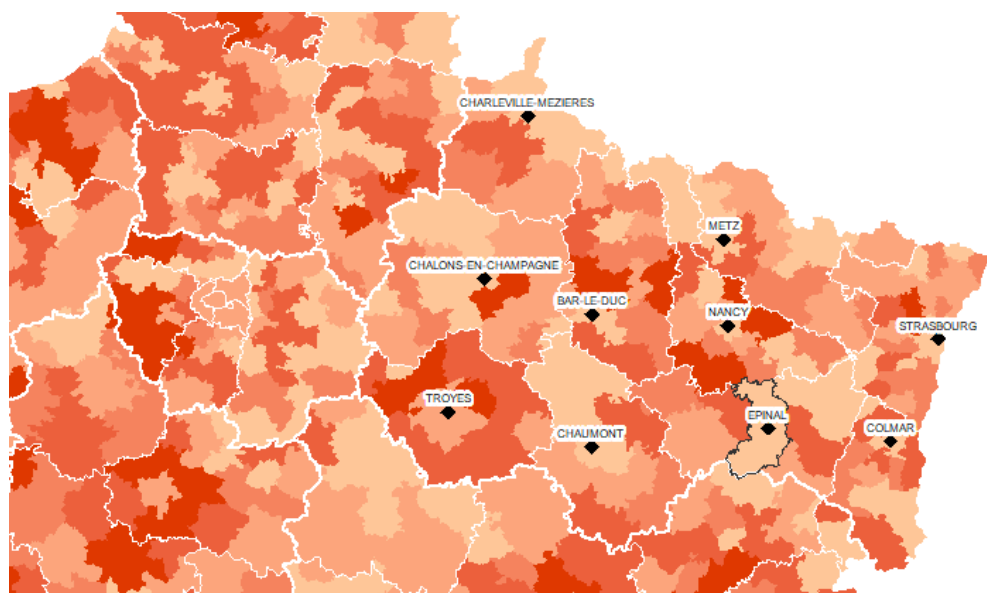 CHARLEVILLE-MEZIERES
METZ
CHALONS-EN-CHAMPAGNE
BAR-LE-DUC
NANCY
STRASBOURG
TROYES
EPINAL
CHAUMONT
COLMAR